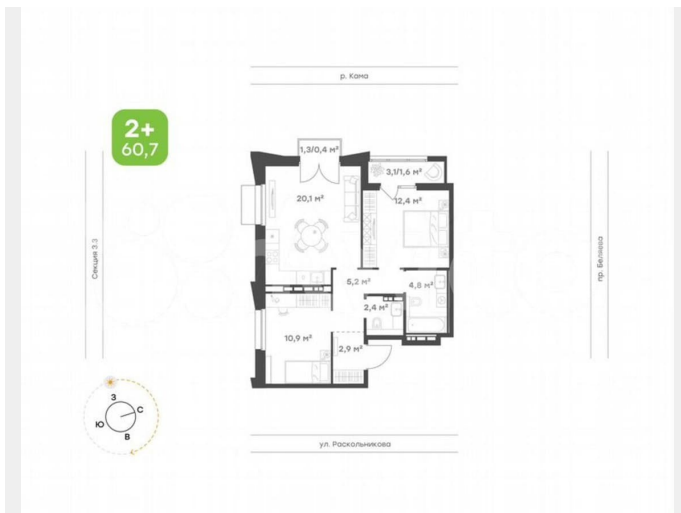 р. Кама
2+
60,7
1,3/0,4 м²
3,1/1,6 м²
20,1 м²
12,4 м²
Секция 3.3
пр. Беляева
5,2 м²
4,8 м²
2,4 м²
10,9 м²
2,9 м²
З
С
Ю
В
ул. Раскольникова